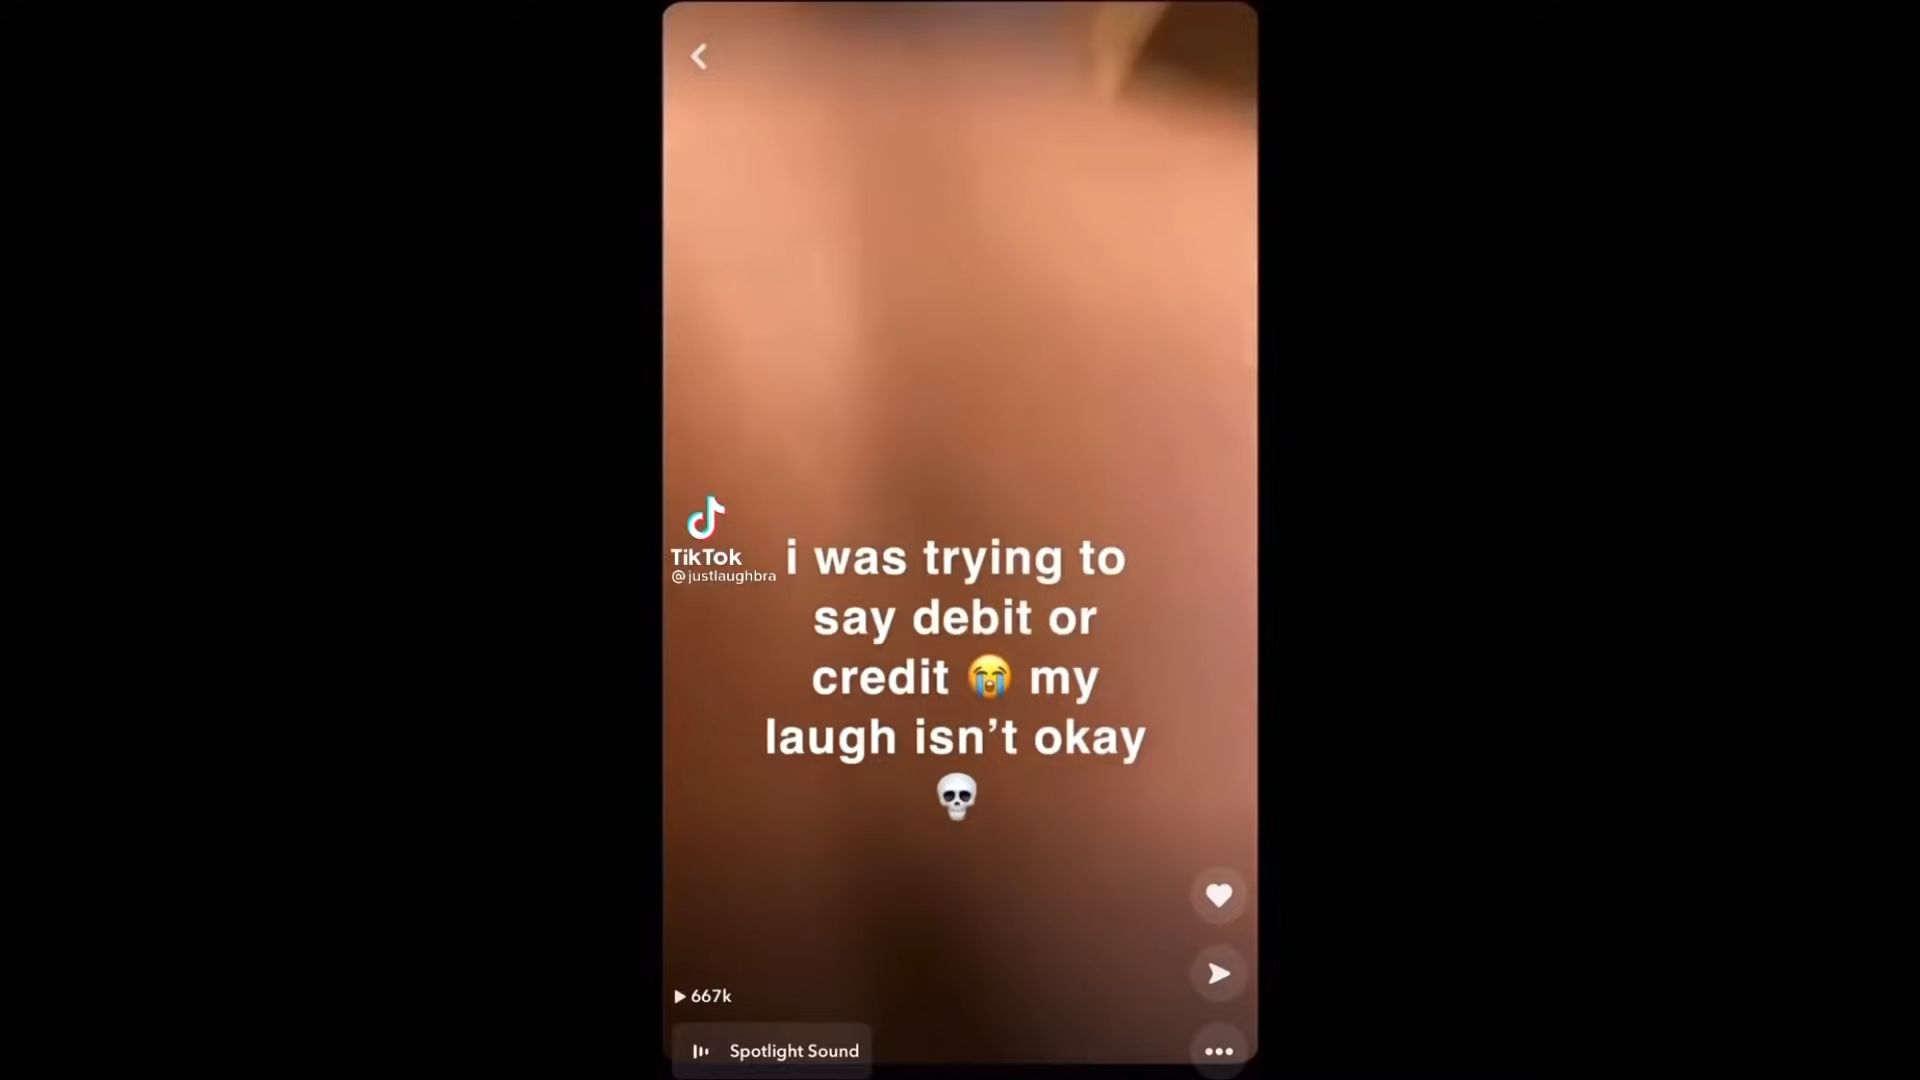 TikTok
@justlaughbra
i was trying to
say debit or
credit 😭 my
laugh isn’t okay
💀
667k
Spotlight Sound